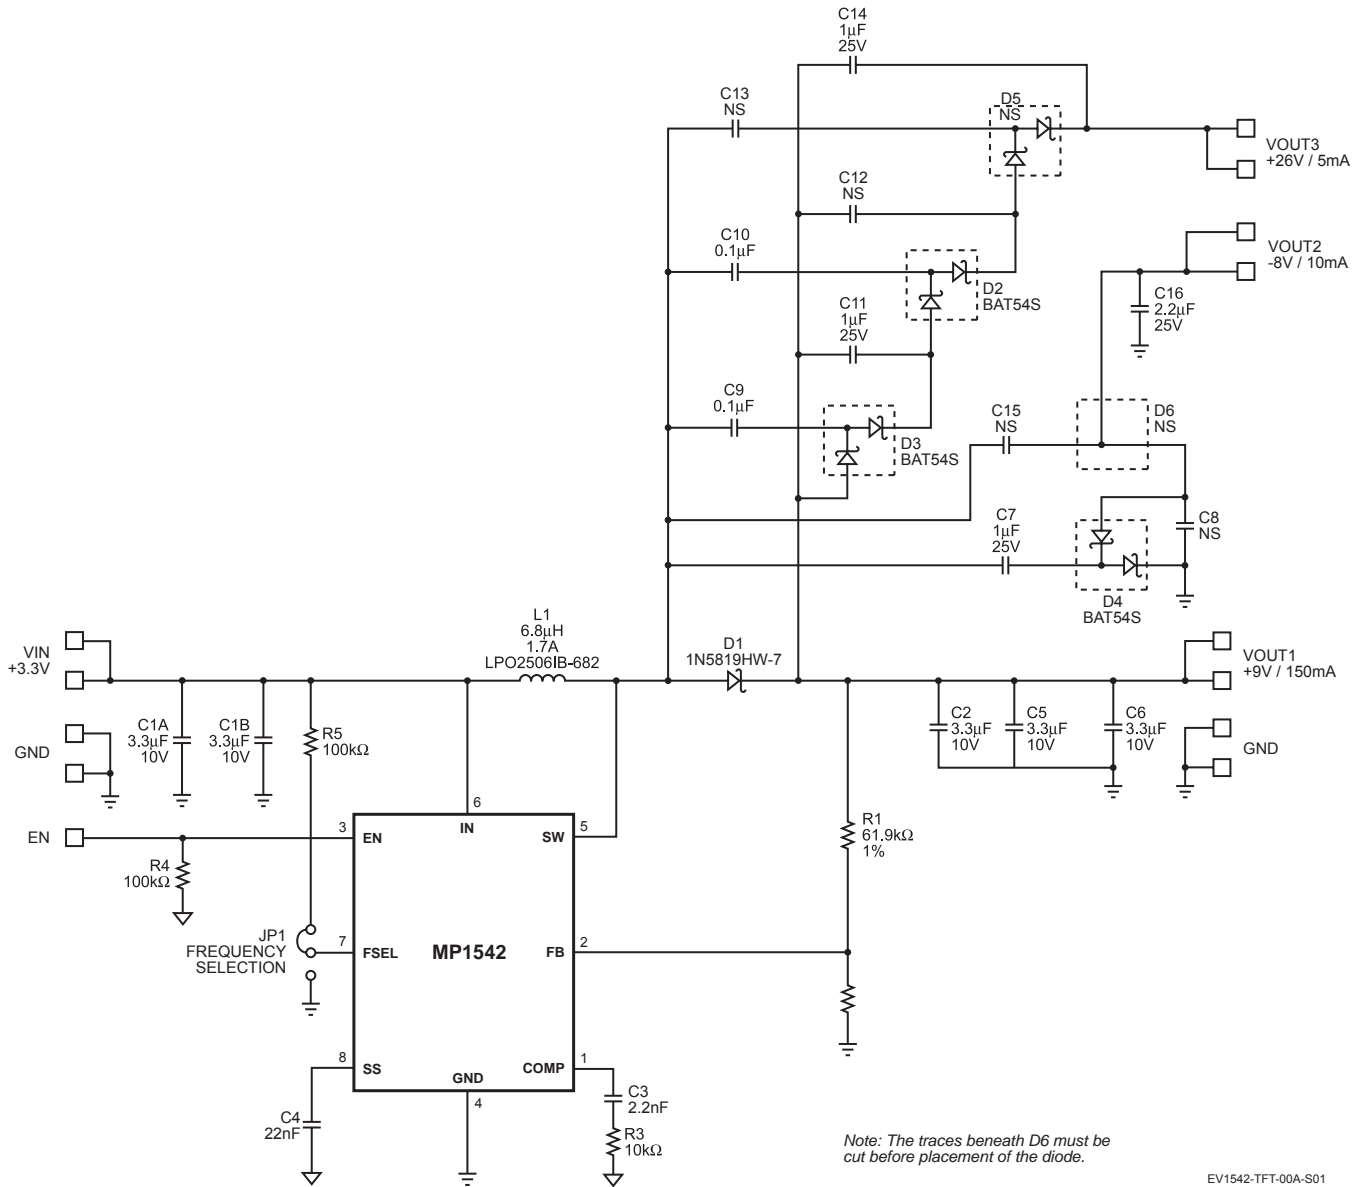 C14
1µF
25V
C13
NS
D5
NS
VOUT3
+26V / 5mA
C12
NS
C10
0.1µF
VOUT2
-8V / 10mA
D2
BAT54S
C11
1µF
25V
C16
2.2µF
25V
C9
0.1µF
C15
NS
D6
NS
D3
BAT54S
C7
1µF
25V
C8
NS
D4
BAT54S
L1
6.8µH
1.7A
LPO2506IB-682
D1
1N5819HW-7
VIN
+3.3V
VOUT1
+9V / 150mA
C1A
3.3µF
10V
C1B
3.3µF
10V
R5
100kΩ
C2
3.3µF
10V
C5
3.3µF
10V
C6
3.3µF
10V
GND
GND
EN
R4
100kΩ
3
EN
6
IN
5
SW
R1
61.9kΩ
1%
JP1
FREQUENCY
SELECTION
7
FSEL
MP1542
FB
2
8
SS
GND
4
COMP
1
C4
22nF
C3
2.2nF
R3
10kΩ
Note: The traces beneath D6 must be
cut before placement of the diode.
EV1542-TFT-00A-S01